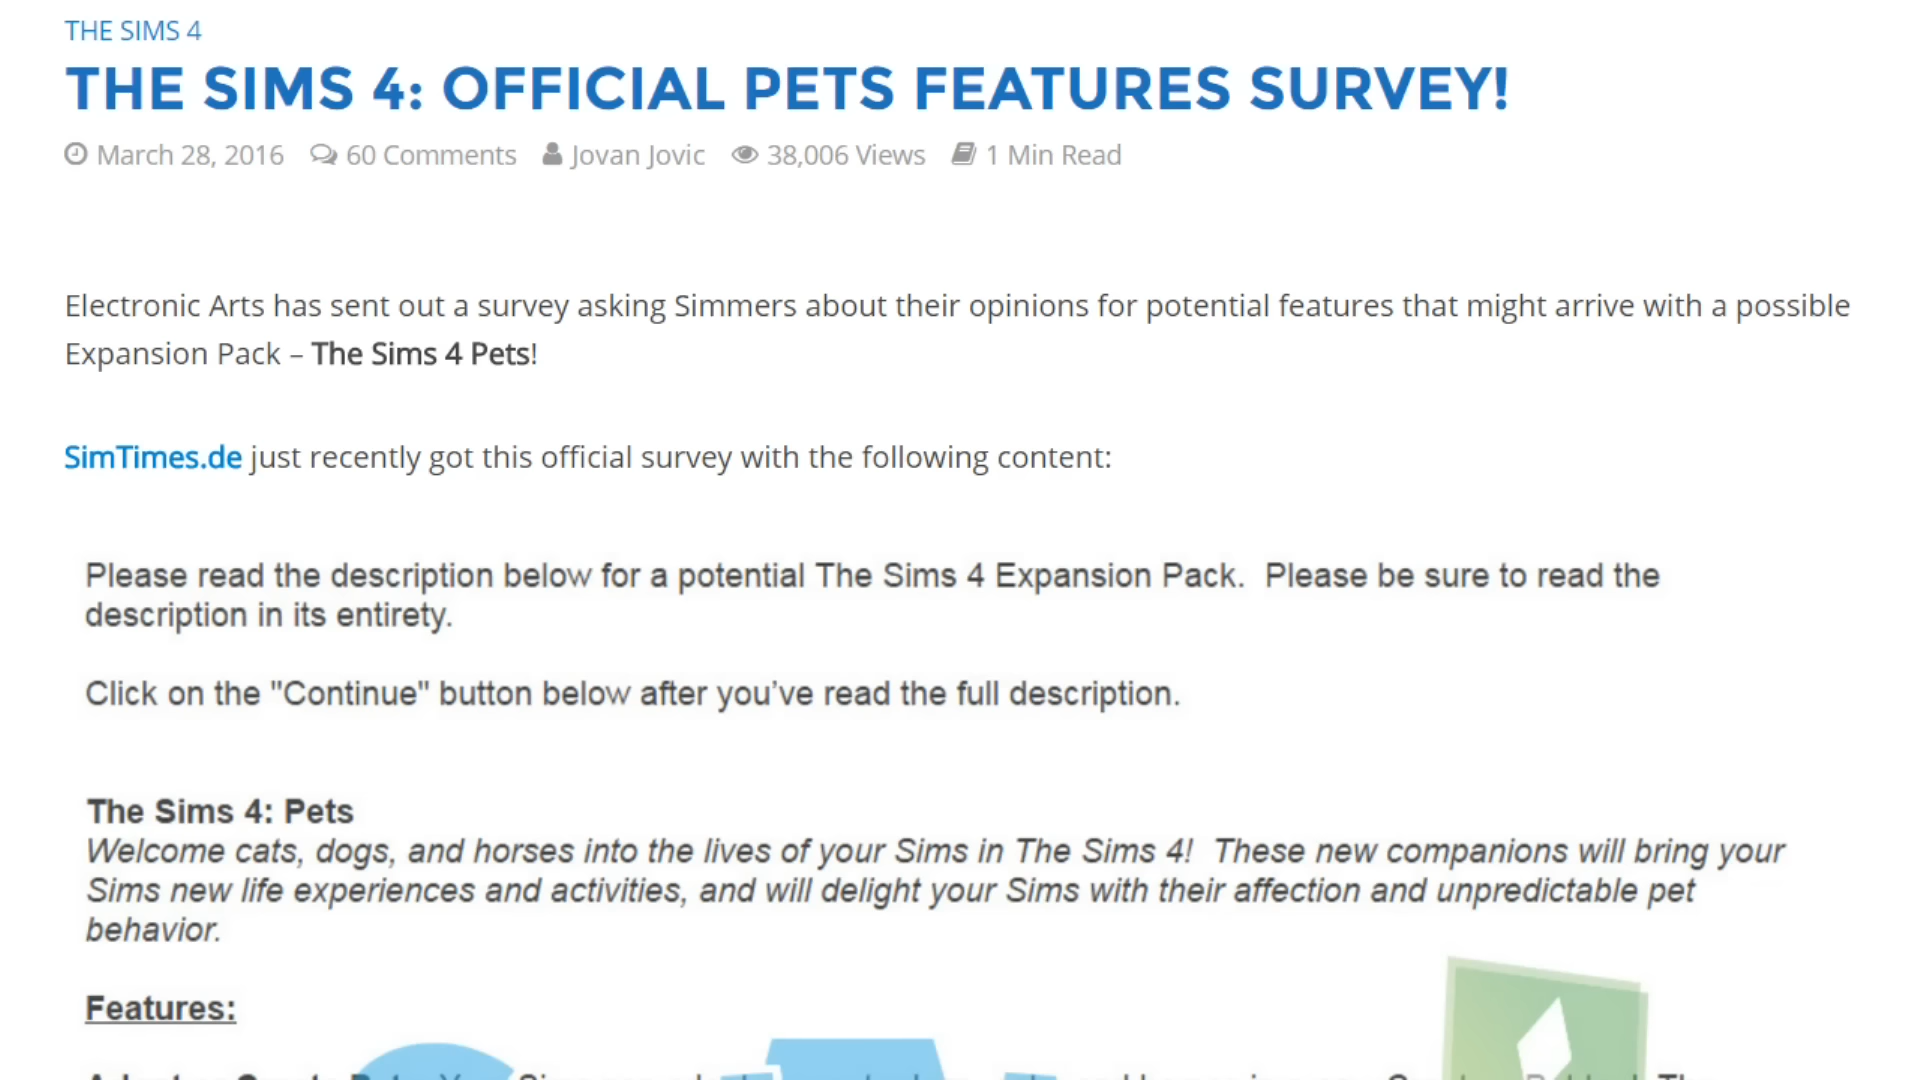 THE SIMS 4
THE SIMS 4: OFFICIAL PETS FEATURES SURVEY!
March 28, 2016 60 Comments Jovan Jovic 38,006 Views 1 Min Read
Electronic Arts has sent out a survey asking Simmers about their opinions for potential features that might arrive with a possible
Expansion Pack – The Sims 4 Pets!
SimTimes.de just recently got this official survey with the following content:
Please read the description below for a potential The Sims 4 Expansion Pack. Please be sure to read the
description in its entirety.
Click on the "Continue" button below after you've read the full description.
The Sims 4: Pets
Welcome cats, dogs, and horses into the lives of your Sims in The Sims 4! These new companions will bring your
Sims new life experiences and activities, and will delight your Sims with their affection and unpredictable pet
behavior.
Features: